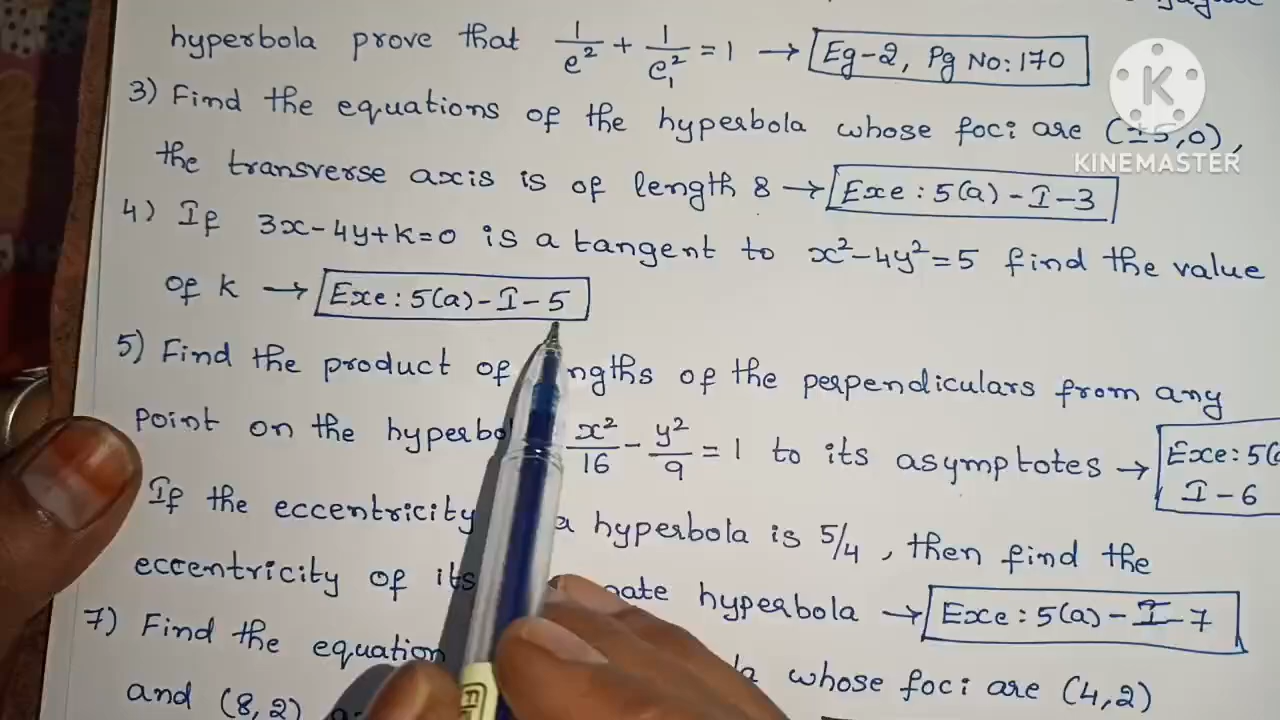 hyperbola prove that 1/e² + 1/e₁² = 1 → Eg-2, Pg No: 170
3) Find the equations of the hyperbola whose foci are (±5,0),
the transverse axis is of length 8 → Exe: 5(a)-I-3
4) If 3x-4y+k=0 is a tangent to x²-4y²=5 find the value
of k → Exe: 5(a)-I-5
5) Find the product of ngths of the perpendiculars from any
point on the hyperbo x²/16 - y²/9 = 1 to its asymptotes → Exe: 5(a
I-6
If the eccentricity a hyperbola is 5/4, then find the
eccentricity of its gate hyperbola → Exe: 5(a)-I-7
7) Find the equation whose foci are (4,2)
and (8,2)
K
KINEMASTER